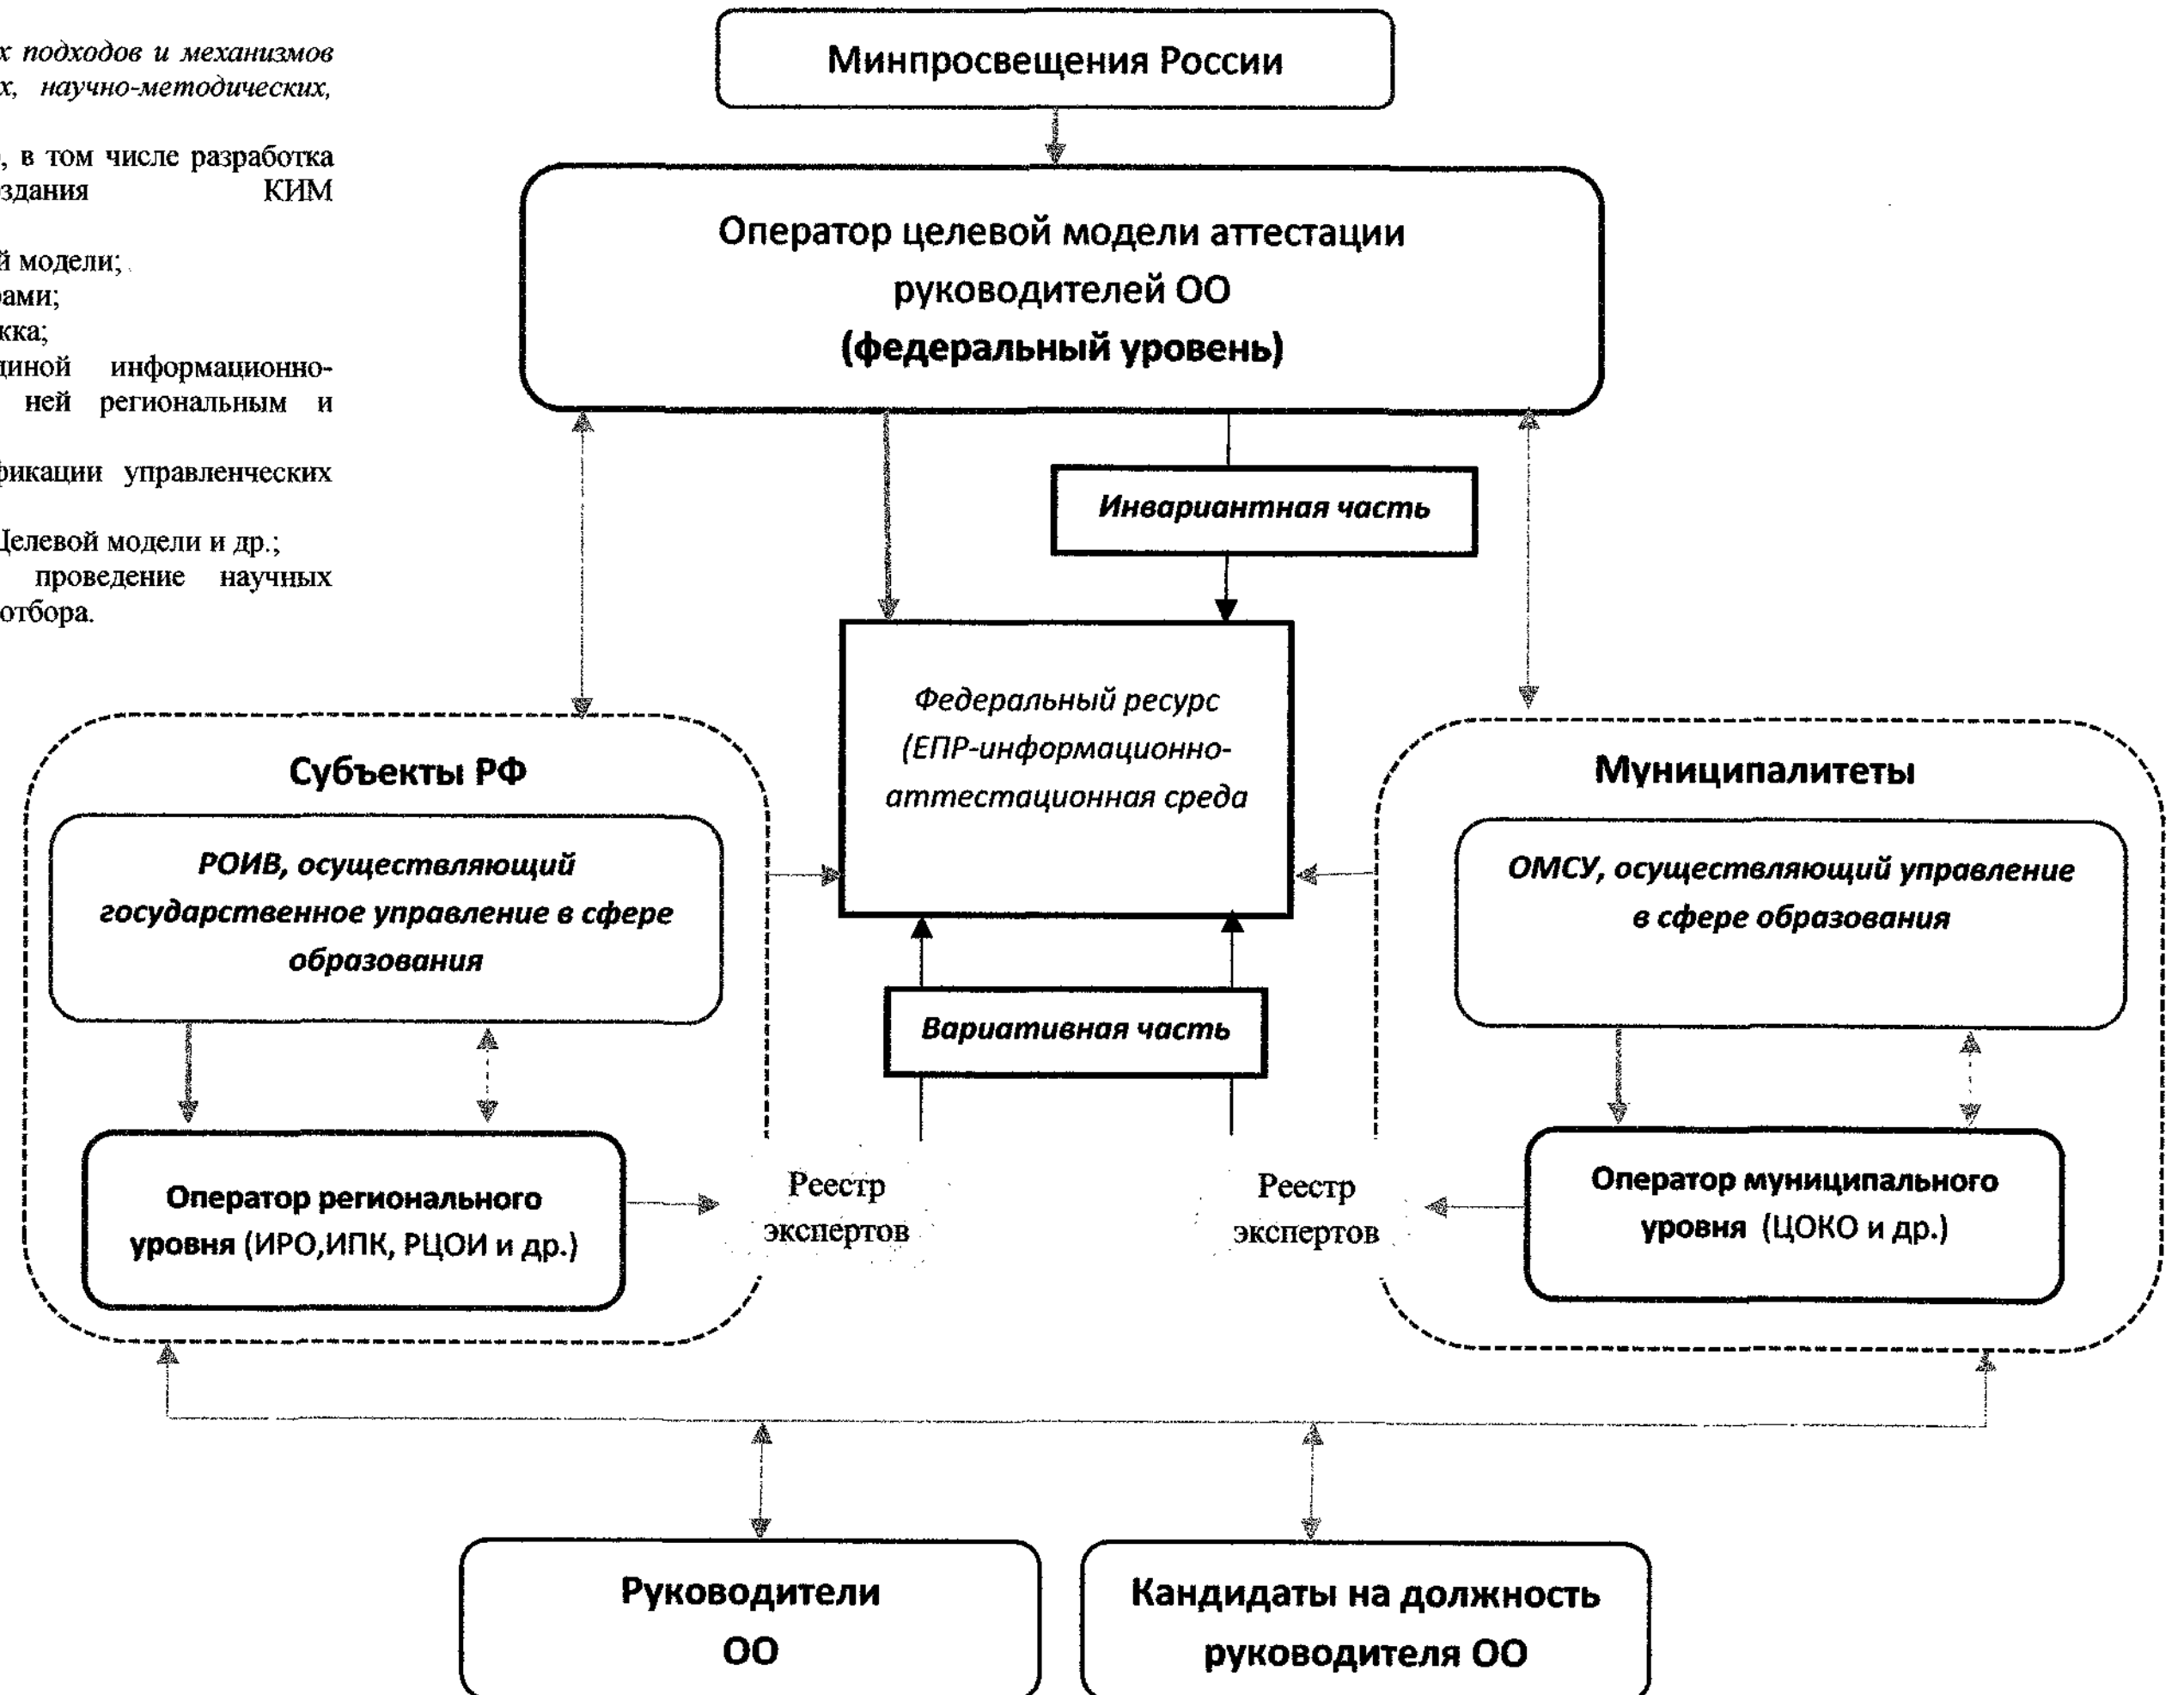 х подходов и механизмов
х, научно-методических,
, в том числе разработка
здания КИМ
й модели;
рами;
кка;
диной информационно-
ней региональным и
фикации управленческих
Целевой модели и др.;
проведение научных
отбора.
Минпросвещения России
Оператор целевой модели аттестации
руководителей ОО
(федеральный уровень)
Инвариантная часть
Федеральный ресурс
(ЕПР-информационно-
аттестационная среда
Субъекты РФ
РОИВ, осуществляющий
государственное управление в сфере
образования
Оператор регионального
уровня (ИРО,ИПК, РЦОИ и др.)
Вариативная часть
Реестр
экспертов
Реестр
экспертов
Муниципалитеты
ОМСУ, осуществляющий управление
в сфере образования
Оператор муниципального
уровня (ЦОКО и др.)
Руководители
ОО
Кандидаты на должность
руководителя ОО